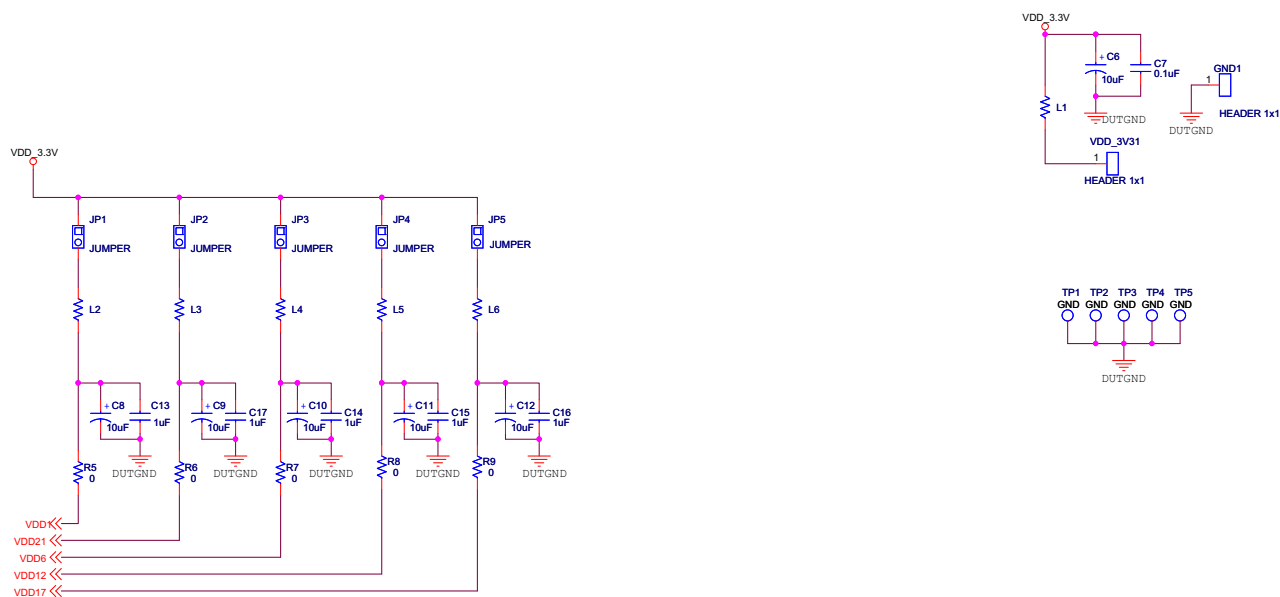 VDD_3.3V
C6
10uF
C7
0.1uF
GND1
1
HEADER 1x1
DUTGND
DUTGND
L1
VDD_3V31
1
HEADER 1x1
VDD_3.3V
JP1
JUMPER
JP2
JUMPER
JP3
JUMPER
JP4
JUMPER
JP5
JUMPER
L2
L3
L4
L5
L6
TP1 TP2 TP3 TP4 TP5
GND GND GND GND GND
DUTGND
+ C8
10uF
C13
1uF
+ C9
10uF
C17
1uF
+ C10
10uF
C14
1uF
+ C11
10uF
C15
1uF
+ C12
10uF
C16
1uF
DUTGND
DUTGND
DUTGND
DUTGND
DUTGND
R5
0
R6
0
R7
0
R8
0
R9
0
VDD1
VDD21
VDD6
VDD12
VDD17